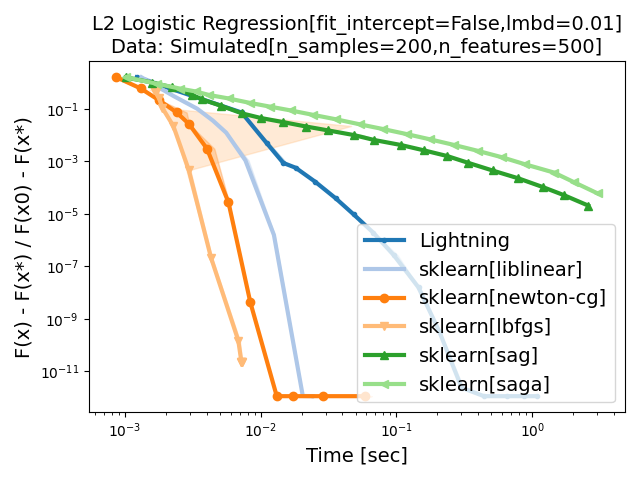 L2 Logistic Regression[fit_intercept=False,lmbd=0.01]
Data: Simulated[n_samples=200,n_features=500]
F(x) - F(x*) / F(x0) - F(x*)
10⁻¹
10⁻³
10⁻⁵
10⁻⁷
10⁻⁹
10⁻¹¹
Lightning
sklearn[liblinear]
sklearn[newton-cg]
sklearn[lbfgs]
sklearn[sag]
sklearn[saga]
10⁻³ 10⁻² 10⁻¹ 10⁰
Time [sec]